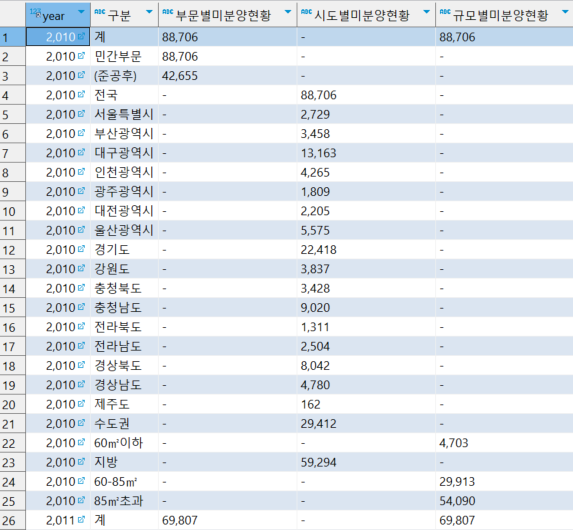 123 year ABC 구분 ABC 부문별미분양현황 ABC 시도별미분양현황 ABC 규모별미분양현황
1 2,010 계 88,706 - 88,706
2 2,010 민간부문 88,706 - -
3 2,010 (준공후) 42,655 - -
4 2,010 전국 - 88,706 -
5 2,010 서울특별시 - 2,729 -
6 2,010 부산광역시 - 3,458 -
7 2,010 대구광역시 - 13,163 -
8 2,010 인천광역시 - 4,265 -
9 2,010 광주광역시 - 1,809 -
10 2,010 대전광역시 - 2,205 -
11 2,010 울산광역시 - 5,575 -
12 2,010 경기도 - 22,418 -
13 2,010 강원도 - 3,837 -
14 2,010 충청북도 - 3,428 -
15 2,010 충청남도 - 9,020 -
16 2,010 전라북도 - 1,311 -
17 2,010 전라남도 - 2,504 -
18 2,010 경상북도 - 8,042 -
19 2,010 경상남도 - 4,780 -
20 2,010 제주도 - 162 -
21 2,010 수도권 - 29,412 -
22 2,010 60㎡이하 - - 4,703
23 2,010 지방 - 59,294 -
24 2,010 60-85㎡ - - 29,913
25 2,010 85㎡초과 - - 54,090
26 2,011 계 69,807 - 69,807